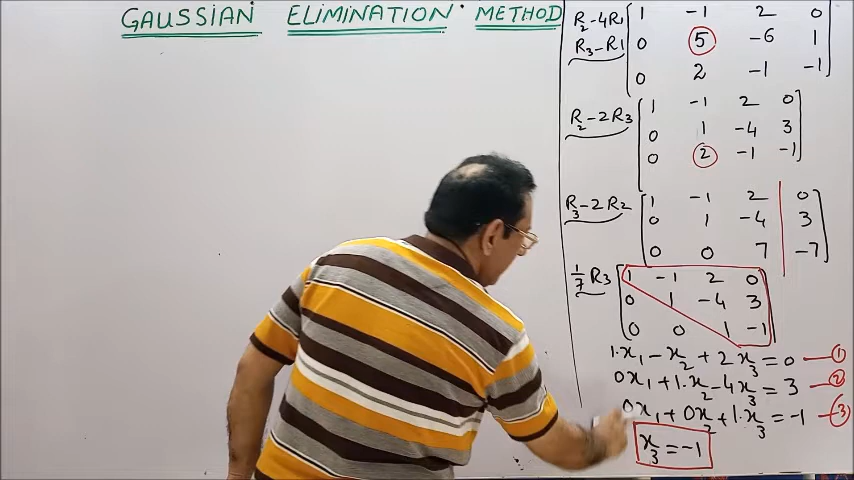 GAUSSIAN ELIMINATION METHOD
R2-4R1 1 -1 2 0
R3-R1 0 5 -6 1
0 2 -1 -1
1 -1 2 0
R2-2R3 0 1 -4 3
0 2 -1 -1
R3-2R2 1 -1 2 0
0 1 -4 3
0 0 7 -7
1/7 R3 1 -1 2 0
0 1 -4 3
0 0 1 -1
1·x1 - x2 + 2x3 = 0 — 1
0x1 + 1·x2 - 4x3 = 3 — 2
0x1 + 0x2 + 1·x3 = -1 — 3
x3 = -1